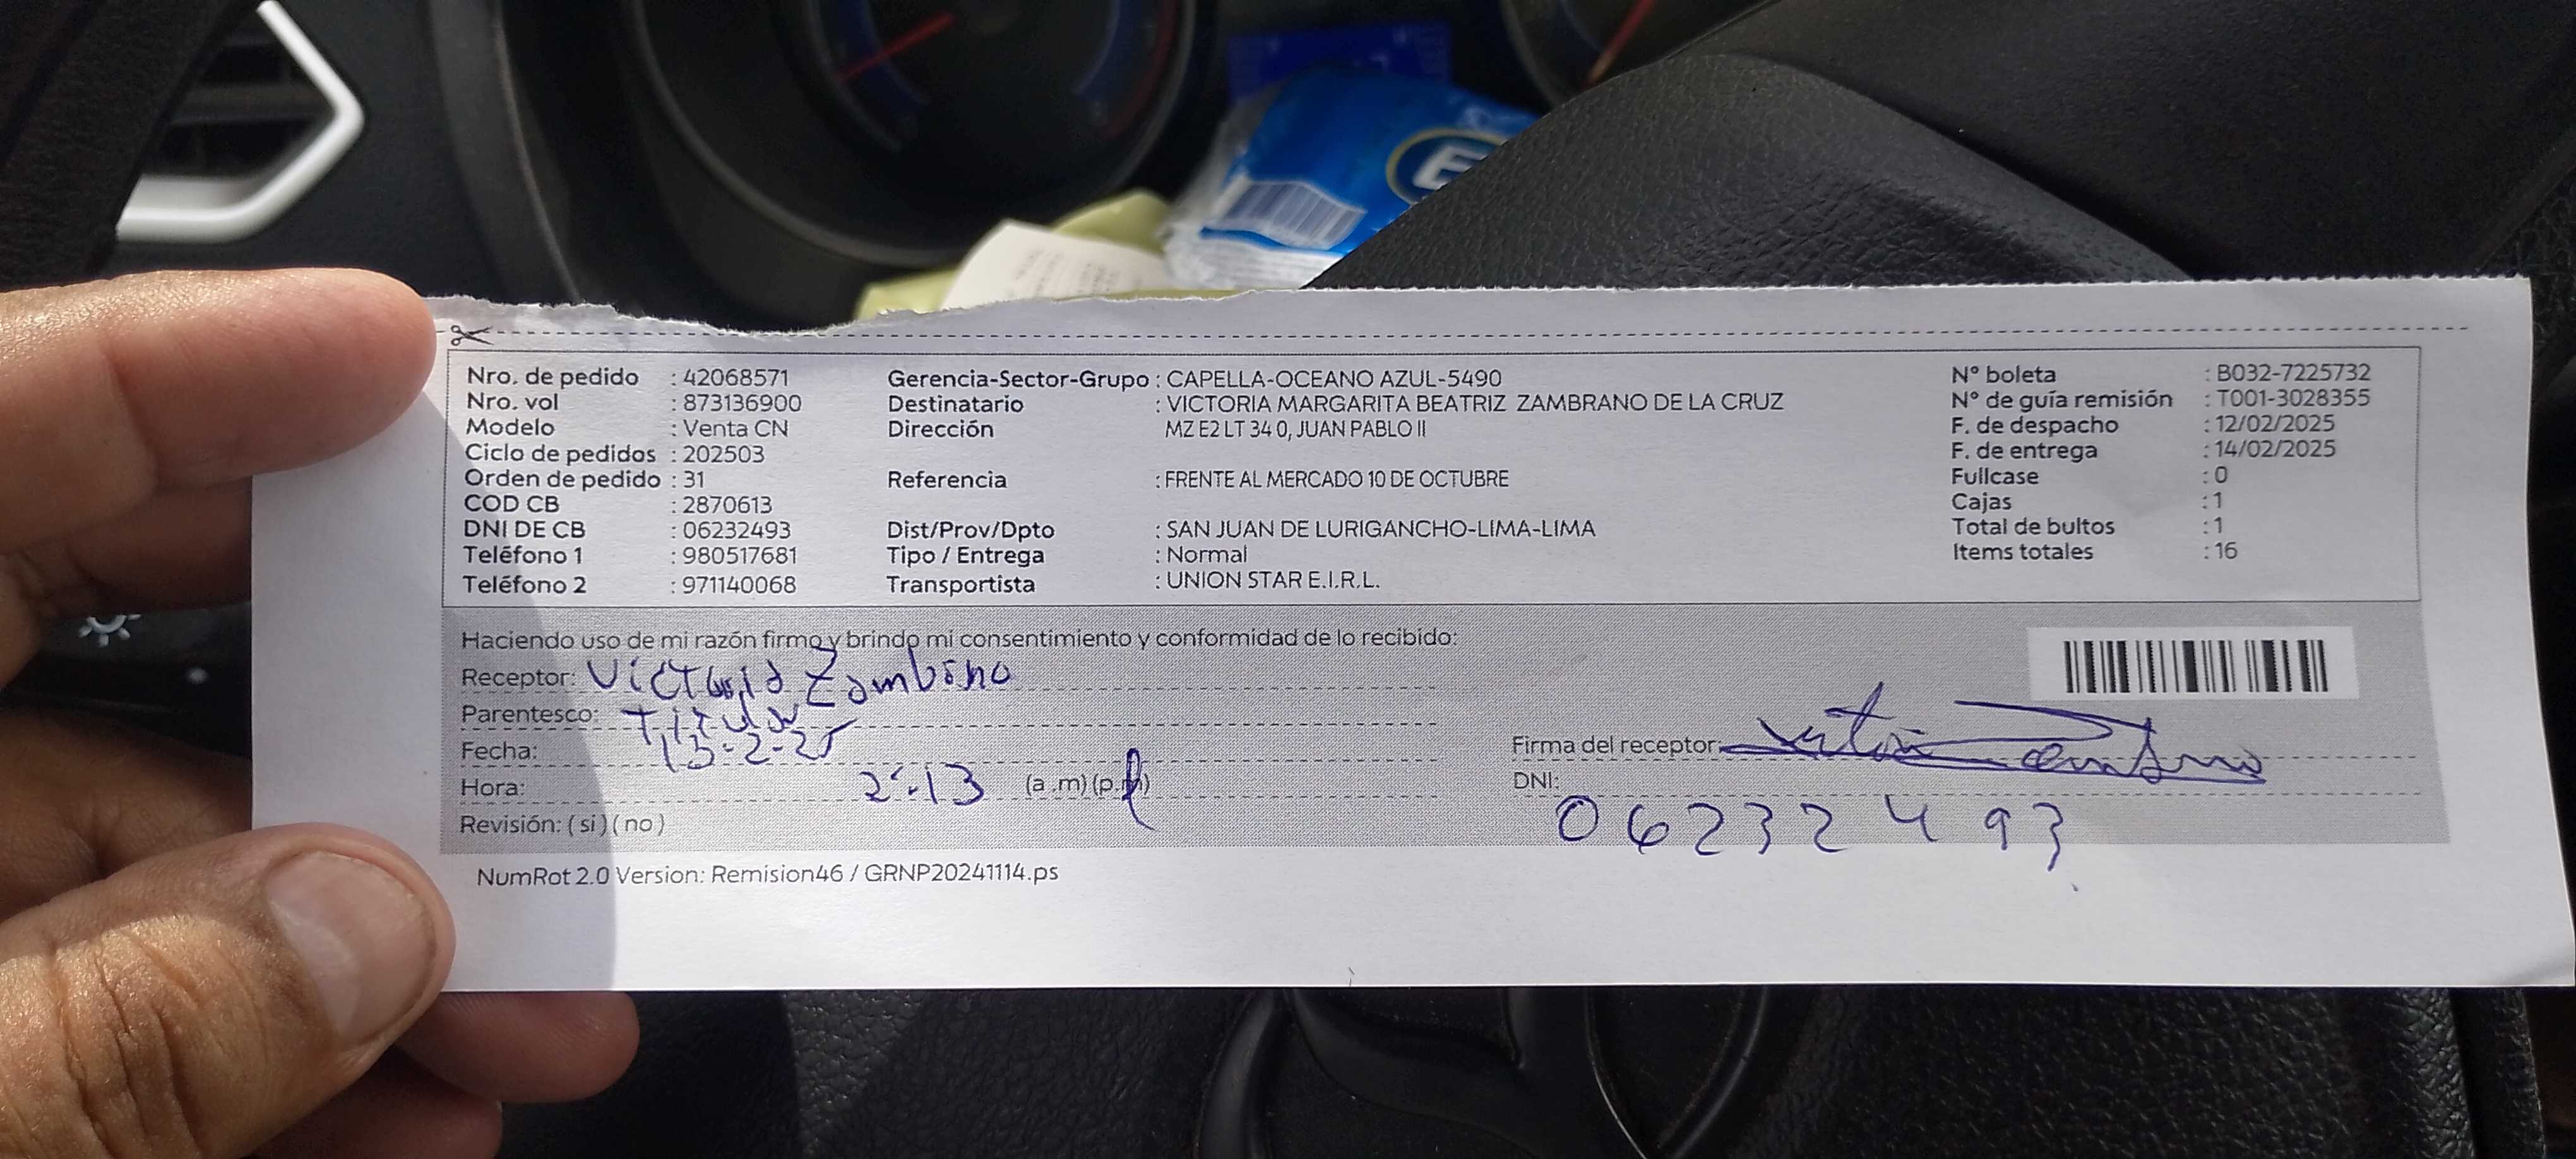 E
Nro. de pedido : 42068571
Nro. vol : 873136900
Modelo : Venta CN
Ciclo de pedidos : 202503
Orden de pedido : 31
COD CB : 2870613
DNI DE CB : 06232493
Teléfono 1 : 980517681
Teléfono 2 : 971140068
Gerencia-Sector-Grupo : CAPELLA-OCEANO AZUL-5490
Destinatario : VICTORIA MARGARITA BEATRIZ ZAMBRANO DE LA CRUZ
Dirección MZ E2 LT 34 0, JUAN PABLO II
Referencia : FRENTE AL MERCADO 10 DE OCTUBRE
Dist/Prov/Dpto : SAN JUAN DE LURIGANCHO-LIMA-LIMA
Tipo / Entrega : Normal
Transportista : UNION STAR E.I.R.L.
N° boleta : B032-7225732
N° de guía remisión : T001-3028355
F. de despacho : 12/02/2025
F. de entrega : 14/02/2025
Fullcase : 0
Cajas : 1
Total de bultos : 1
Items totales : 16
Haciendo uso de mi razón firmo y brindo mi consentimiento y conformidad de lo recibido:
Receptor: Victoria
Parentesco: Titular
Fecha: 13-2-25
Hora: 2:13 (a.m) (p.m)
Revisión: ( si ) ( no )
Firma del receptor:
DNI:
06232493
NumRot 2.0 Version: Remision46 / GRNP20241114.ps